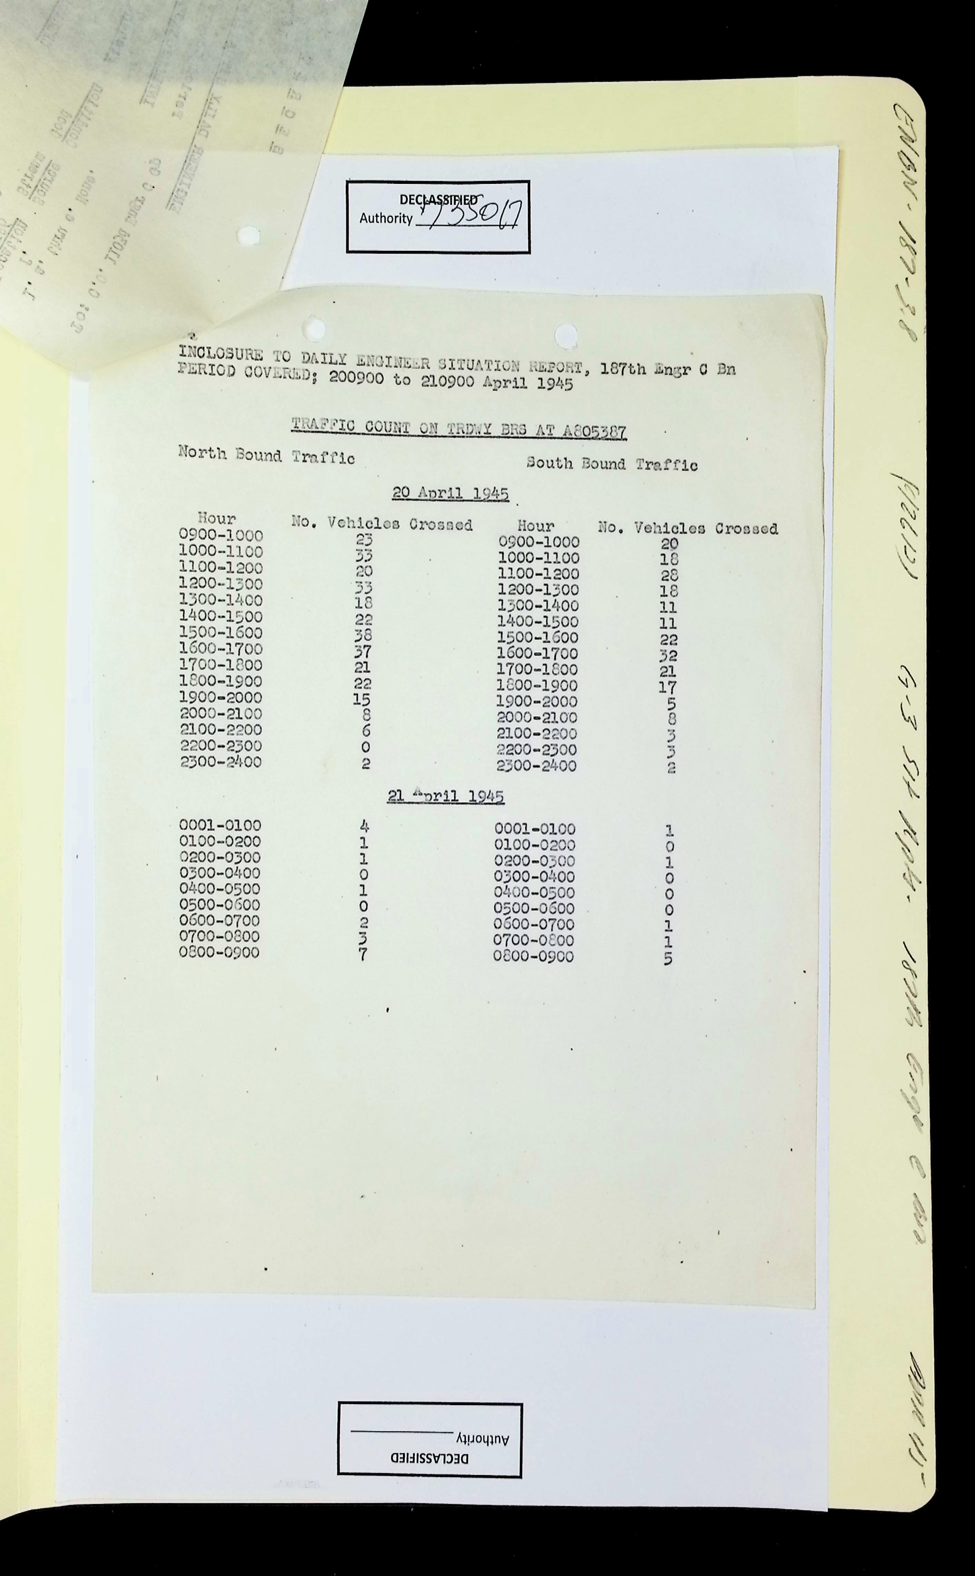 DECLASSIFIED
Authority 735017
INCLOSURE TO DAILY ENGINEER SITUATION REPORT, 187th Engr C Bn
PERIOD COVERED; 200900 to 210900 April 1945
TRAFFIC COUNT ON TRDWY BRS AT A805387
North Bound Traffic South Bound Traffic
20 April 1945
Hour No. Vehicles Crossed Hour No. Vehicles Crossed
0900-1000 23 0900-1000 20
1000-1100 33 1000-1100 18
1100-1200 20 1100-1200 28
1200-1300 33 1200-1300 18
1300-1400 18 1300-1400 11
1400-1500 22 1400-1500 11
1500-1600 38 1500-1600 22
1600-1700 37 1600-1700 32
1700-1800 21 1700-1800 21
1800-1900 22 1800-1900 17
1900-2000 15 1900-2000 5
2000-2100 8 2000-2100 8
2100-2200 6 2100-2200 3
2200-2300 0 2200-2300 3
2300-2400 2 2300-2400 2
21 April 1945
0001-0100 4 0001-0100 1
0100-0200 1 0100-0200 0
0200-0300 1 0200-0300 1
0300-0400 0 0300-0400 0
0400-0500 1 0400-0500 0
0500-0600 0 0500-0600 0
0600-0700 2 0600-0700 1
0700-0800 3 0700-0800 1
0800-0900 7 0800-0900 5
DECLASSIFIED
Authority
ENGN-187-3.8 G-3 187th Engr C